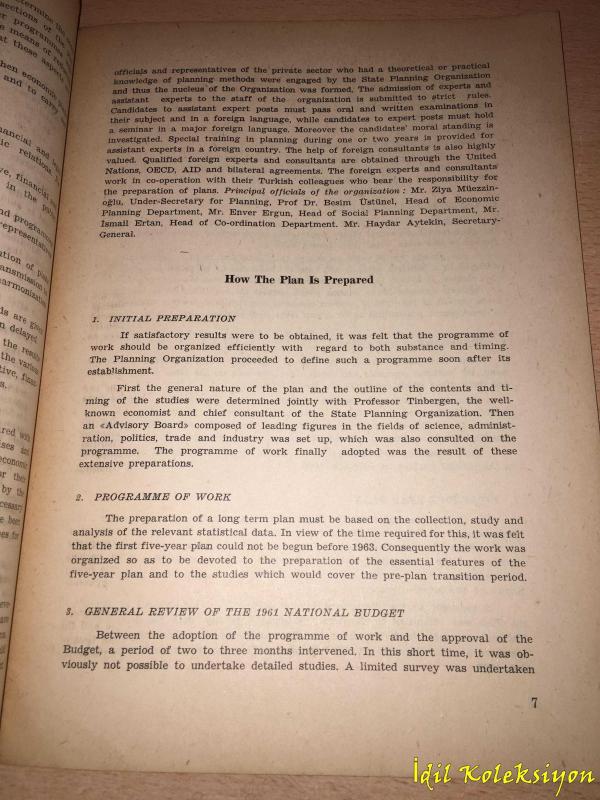 officials and representatives of the private sector who had a theoretical or practical
knowledge of planning methods were engaged by the State Planning Organization
and thus the nucleus of the Organization was formed. The admission of experts and
assistant experts to the staff of the organization is submitted to strict rules.
Candidates to assistant expert posts must pass oral and written examinations in
their subject and in a foreign language, while candidates to expert posts must hold
a seminar in a major foreign language. Moreover the candidates' moral standing is
investigated. Special training in planning during one or two years is provided for
assistant experts in a foreign country. The help of foreign consultants is also highly
valued. Qualified foreign experts and consultants are obtained through the United
Nations, OECD, AID and bilateral agreements. The foreign experts and consultants
work in co-operation with their Turkish colleagues who bear the responsibility for
the preparation of plans. Principal officials of the organization : Mr. Ziya Müezzin-
oğlu, Under-Secretary for Planning, Prof Dr. Besim Üstünel, Head of Economic
Planning Department, Mr. Enver Ergun, Head of Social Planning Department, Mr.
İsmail Ertan, Head of Co-ordination Department. Mr. Haydar Aytekin, Secretary-
General.
How The Plan Is Prepared
1. INITIAL PREPARATION
If satisfactory results were to be obtained, it was felt that the programme of
work should be organized efficiently with regard to both substance and timing.
The Planning Organization proceeded to define such a programme soon after its
establishment.
First the general nature of the plan and the outline of the contents and ti-
ming of the studies were determined jointly with Professor Tinbergen, the well-
known economist and chief consultant of the State Planning Organization. Then
an «Advisory Board» composed of leading figures in the fields of science, administ-
ration, politics, trade and industry was set up, which was also consulted on the
programme. The programme of work finally adopted was the result of these
extensive preparations.
2. PROGRAMME OF WORK
The preparation of a long term plan must be based on the collection, study and
analysis of the relevant statistical data. In view of the time required for this, it was felt
that the first five-year plan could not be begun before 1963. Consequently the work was
organized so as to be devoted to the preparation of the essential features of the
five-year plan and to the studies which would cover the pre-plan transition period.
3. GENERAL REVIEW OF THE 1961 NATIONAL BUDGET
Between the adoption of the programme of work and the approval of the
Budget, a period of two to three months intervened. In this short time, it was ob-
viously not possible to undertake detailed studies. A limited survey was undertaken
7
İdil Koleksiyon